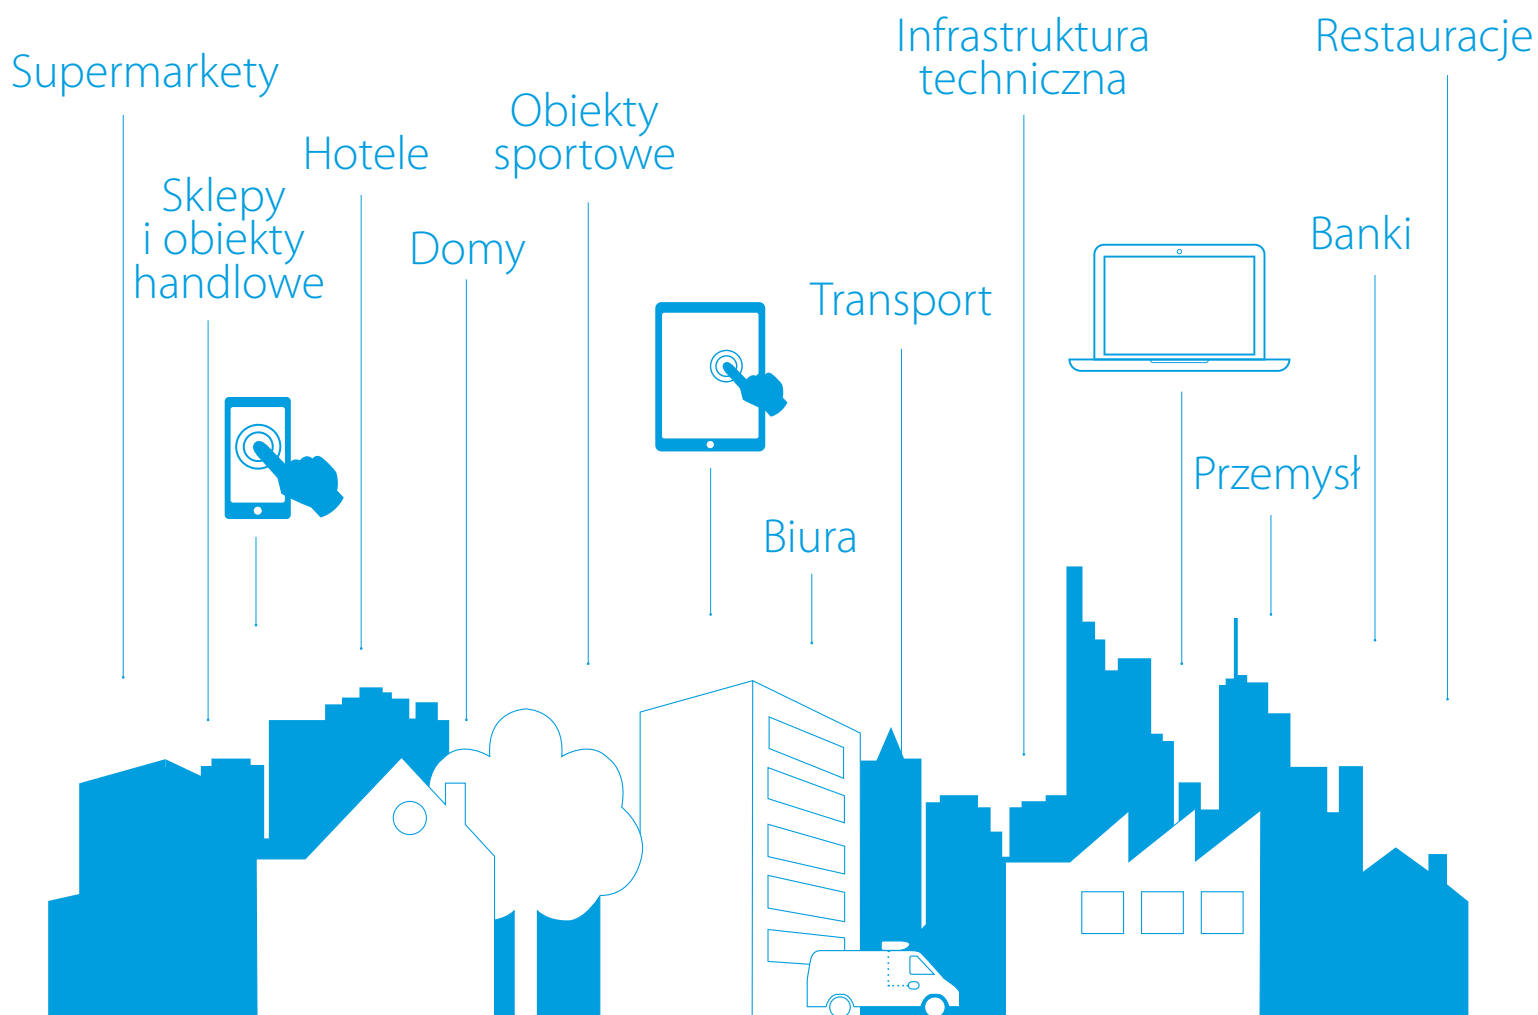 Supermarkety
Sklepy
i obiekty
handlowe
Hotele
Domy
Obiekty
sportowe
Biura
Transport
Infrastruktura
techniczna
Przemysł
Banki
Restauracje